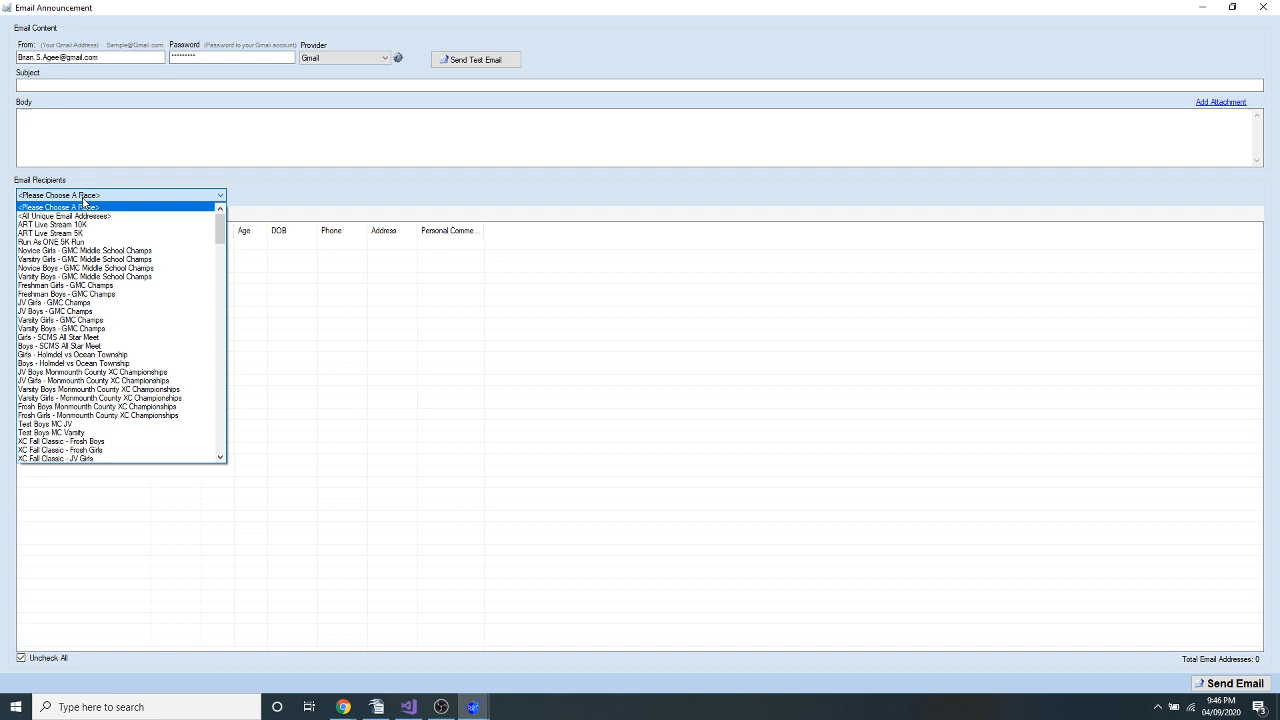 Email Announcement
Email Content
From: (Your Gmail Address) Sample@Gmail.com Password (Password to your Gmail account) Provider
Brian.S.Agee@gmail.com ********* Gmail Send Test Email
Subject
Body Add Attachment
Email Recipients
<Please Choose A Race>
<Please Choose A Race>
<All Unique Email Addresses>
ART Live Stream 10K
ART Live Stream 5K
Age DOB Phone Address Personal Comme...
Run As ONE 5K Run
Novice Girls - GMC Middle School Champs
Varsitry Girls - GMC Middle School Champs
Novice Boys - GMC Middle School Champs
Varsity Boys - GMC Middle School Champs
Freshman Girls - GMC Champs
Freshman Boys - GMC Champs
JV Girls - GMC Champs
JV Boys - GMC Champs
Varsity Girls - GMC Champs
Varsity Boys - GMC Champs
Girls - SCMS All Star Meet
Boys - SCMS All Star Meet
Girls - Holmdel vs Ocean Township
Boys - Holmdel vs Ocean Township
JV Boys Monmounth County XC Championships
JV Girls - Monmounth County XC Championships
Varsity Boys Monmounth County XC Championships
Varsity Girls - Monmounth County XC Championships
Frosh Boys Monmounth County XC Championships
Frosh Girls - Monmounth County XC Championships
Test Boys MC JV
Test Boys MC Varsity
XC Fall Classic - Frosh Boys
XC Fall Classic - Frosh Girls
XC Fall Classic - JV Girls
Uncheck All Total Email Addresses: 0
Send Email
Type here to search 9:46 PM
04/09/2020 3